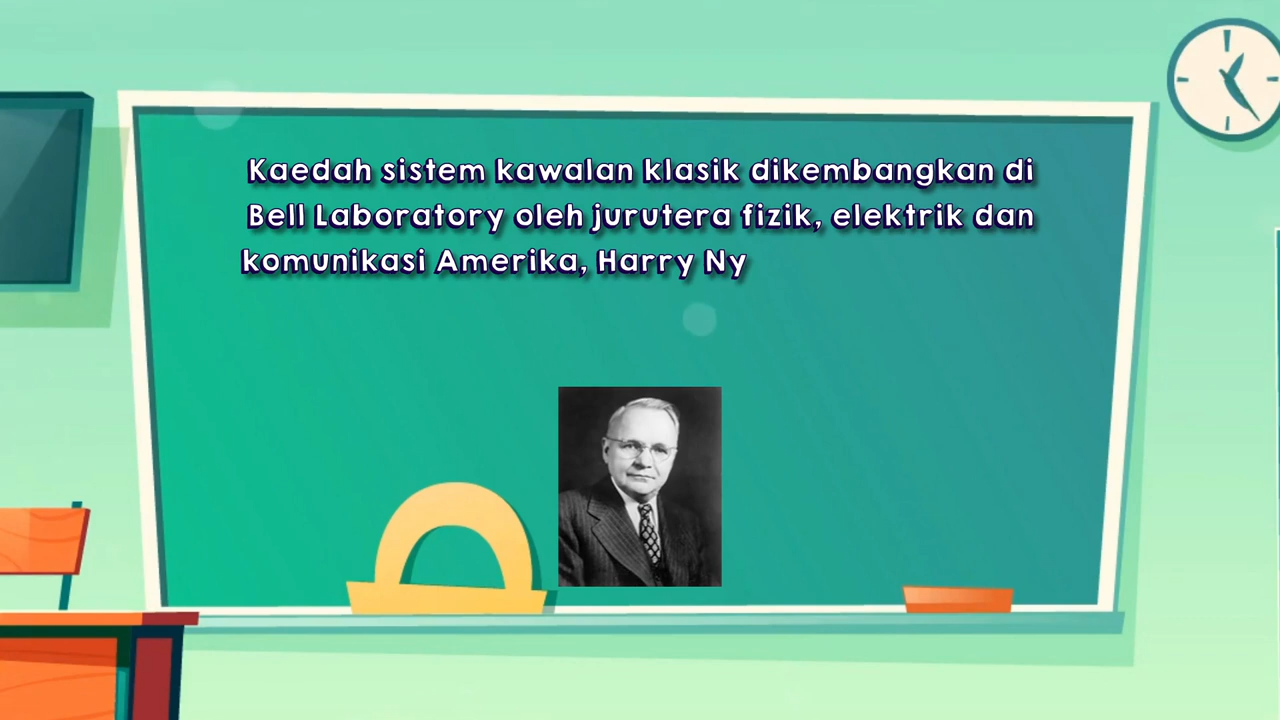 Kaedah sistem kawalan klasik dikembangkan di
Bell Laboratory oleh jurutera fizik, elektrik dan
komunikasi Amerika, Harry Ny